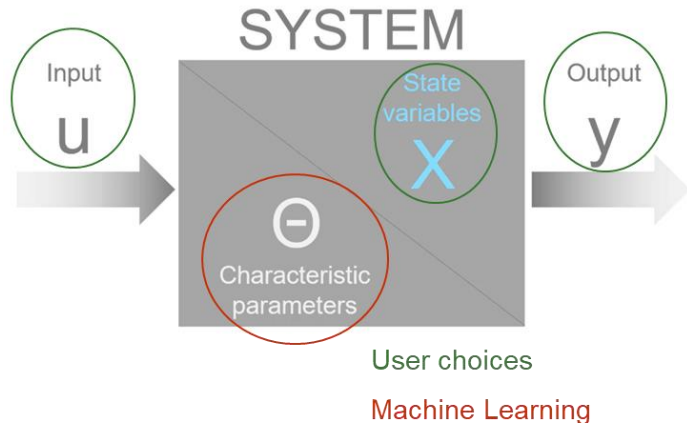 SYSTEM
Input
u
State
variables
X
Output
y
Θ
Characteristic
parameters
User choices
Machine Learning